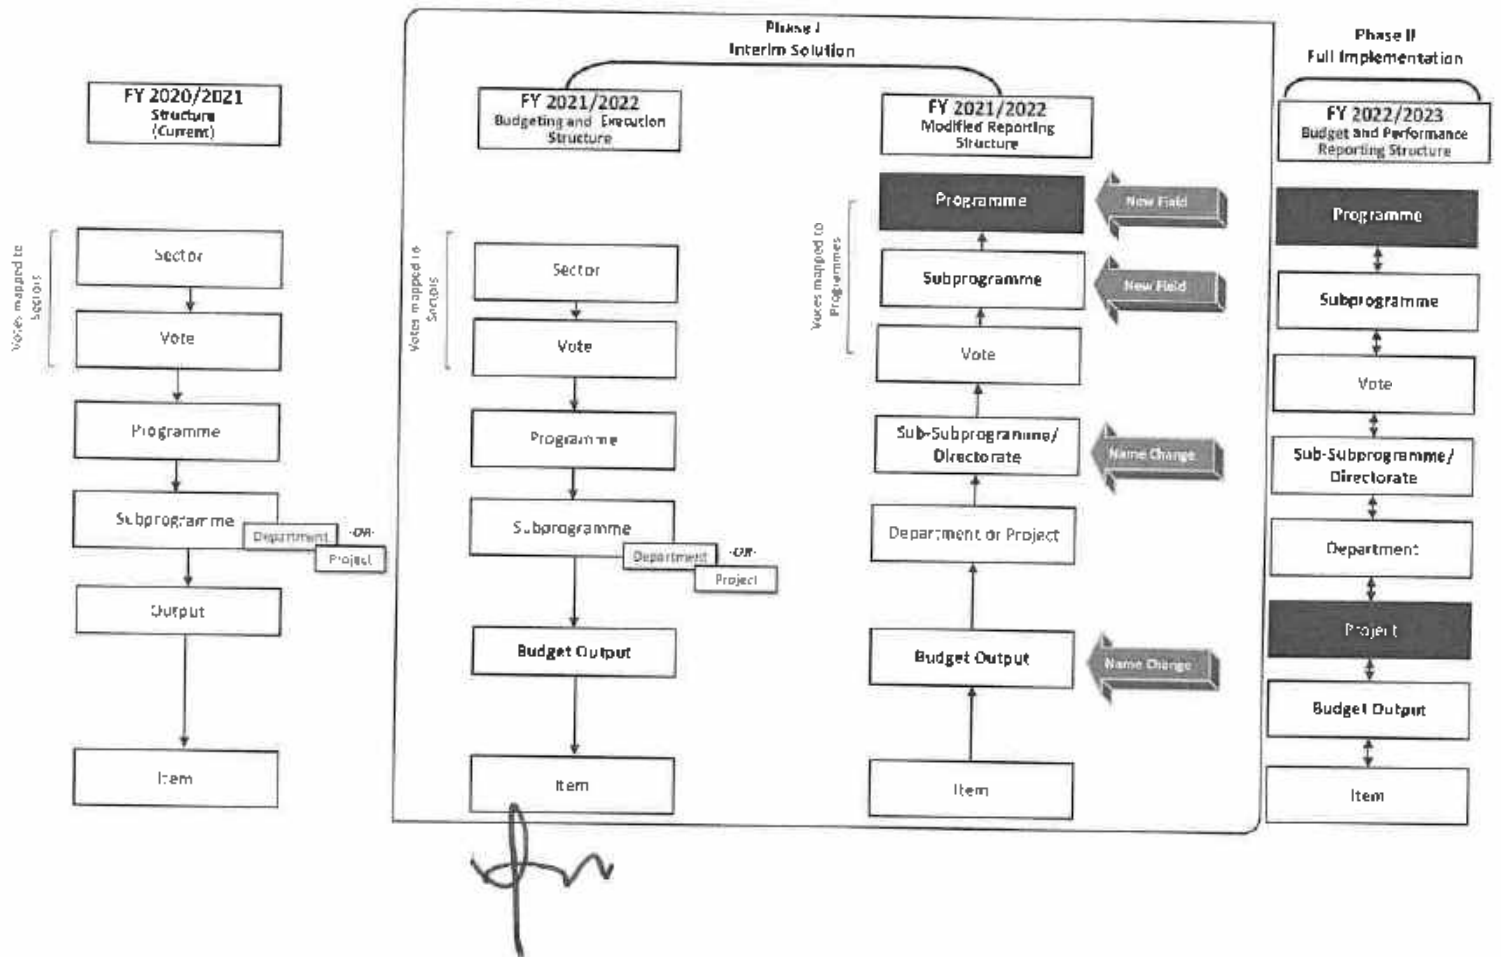 Phase I
Interim Solution
Phase II
Full Implementation
FY 2020/2021
Structure
(Current)
Votes mapped to
Sectors
Sector
Vote
Programme
Subprogramme
Department
-OR-
Project
Output
Item
FY 2021/2022
Budgeting and Execution
Structure
Votes mapped to
Sectors
Sector
Vote
Programme
Subprogramme
Department
-OR-
Project
Budget Output
Item
FY 2021/2022
Modified Reporting
Structure
Votes mapped to
Programmes
Programme
New Field
Subprogramme
New Field
Vote
Sub-Subprogramme/
Directorate
Name Change
Department or Project
Budget Output
Name Change
Item
FY 2022/2023
Budget and Performance
Reporting Structure
Programme
Subprogramme
Vote
Sub-Subprogramme/
Directorate
Department
Project
Budget Output
Item